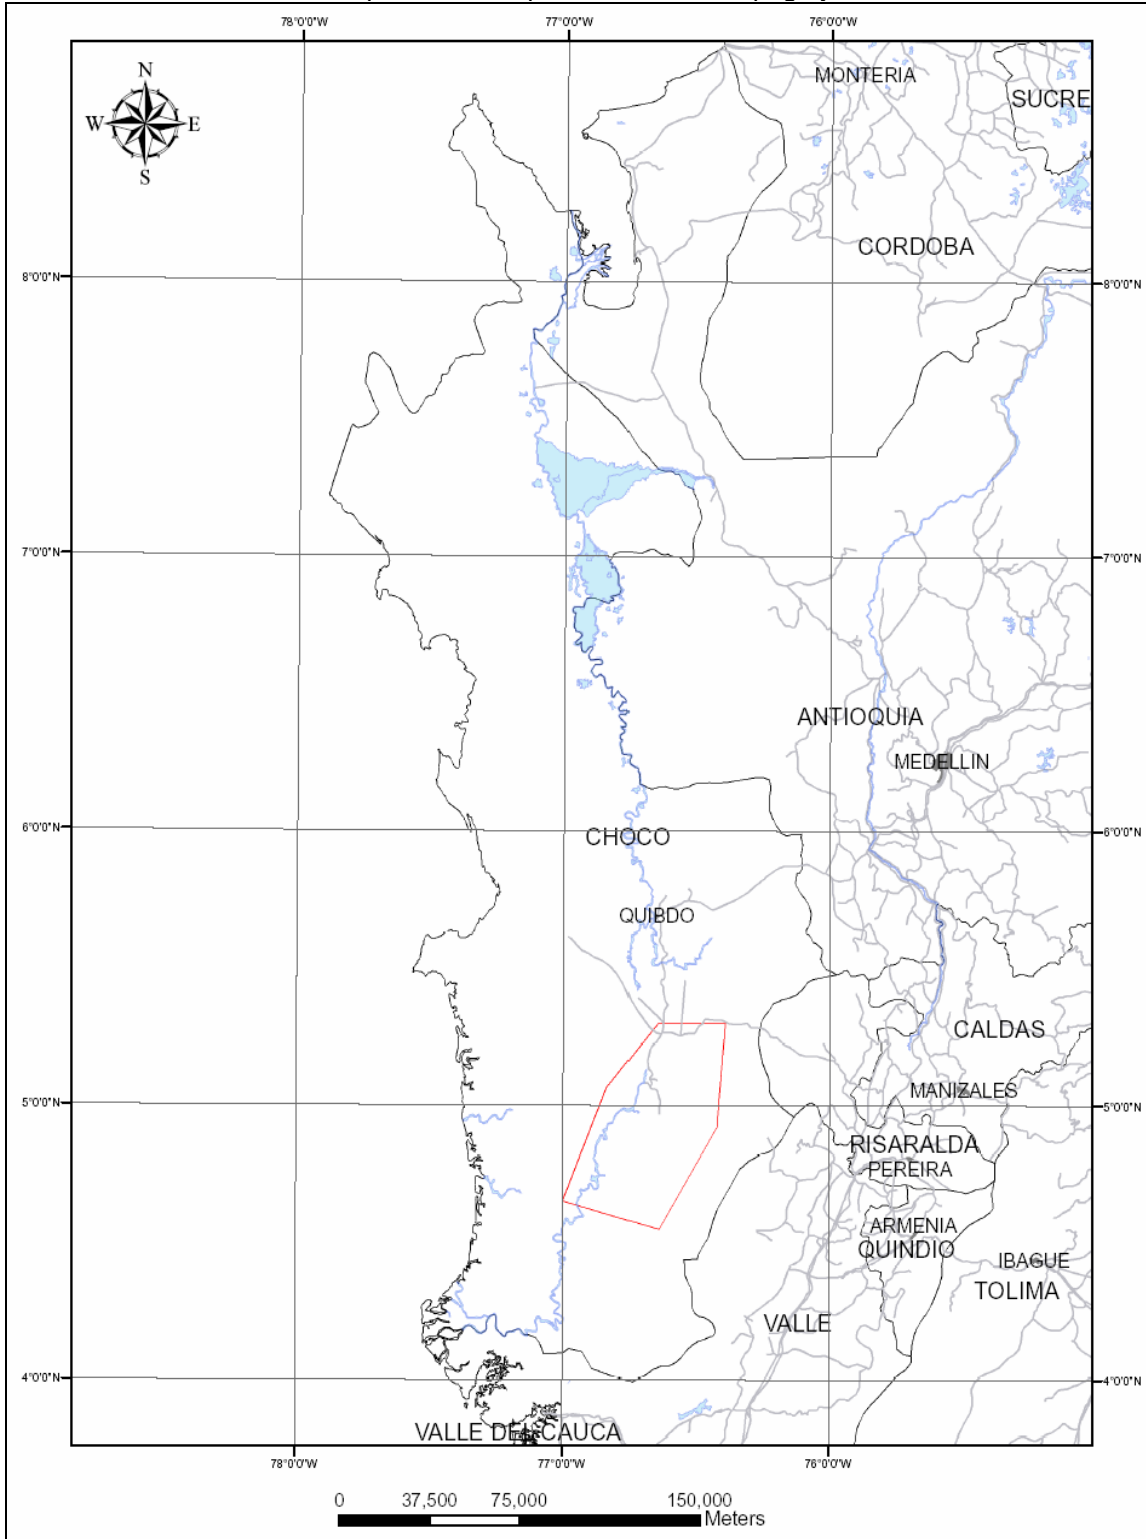 78°0'0"W 77°0'0"W 76°0'0"W
N
W E
S
MONTERIA
SUCRE
CORDOBA
8°0'0"N 8°0'0"N
7°0'0"N 7°0'0"N
ANTIOQUIA
MEDELLIN
6°0'0"N 6°0'0"N
CHOCO
QUIBDO
CALDAS
MANIZALES
5°0'0"N 5°0'0"N
RISARALDA
PEREIRA
ARMENIA
QUINDIO
IBAGUE
TOLIMA
VALLE
4°0'0"N 4°0'0"N
VALLE DEL CAUCA
78°0'0"W 77°0'0"W 76°0'0"W
0 37,500 75,000 150,000
Meters